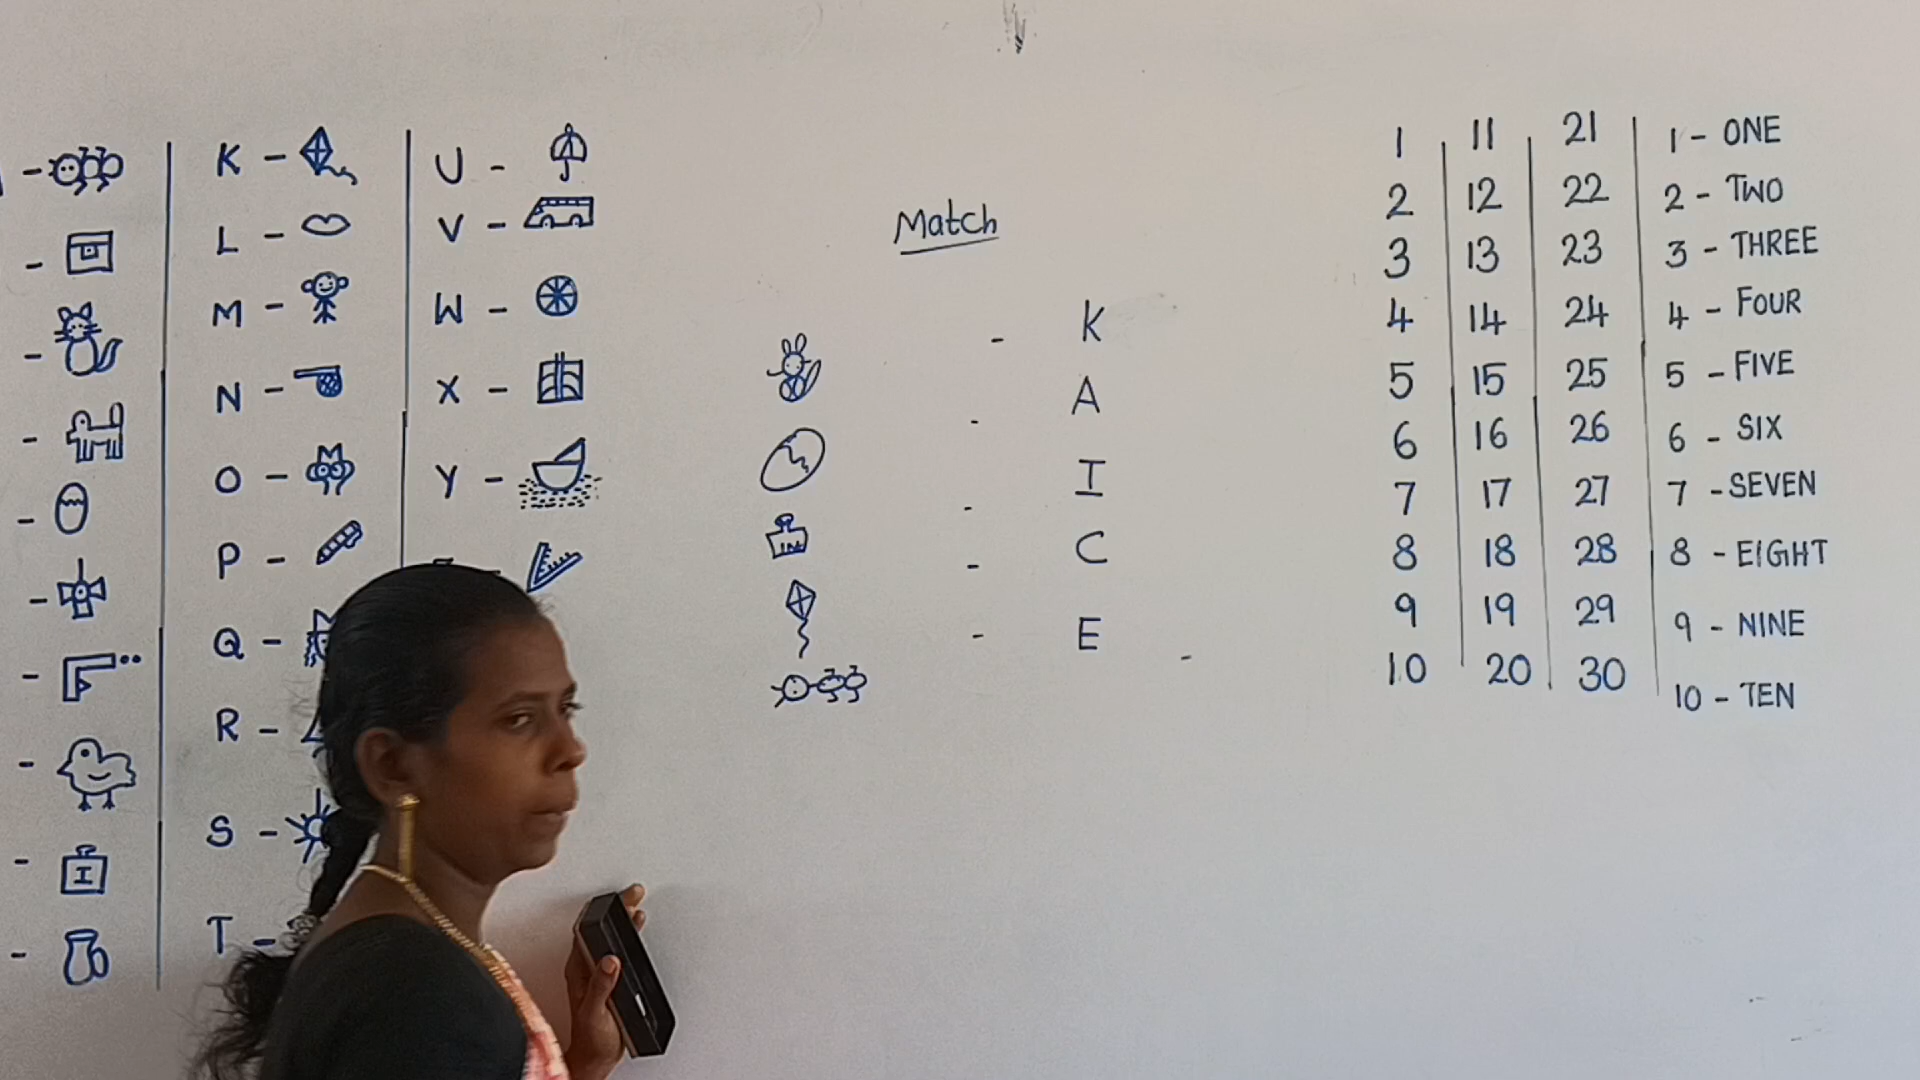 K -
L -
M -
N -
O -
P -
Q -
R -
S -
T -
U -
V -
W -
X -
Y -
I
Match
- K
- A
- I
- C
- E
1 11 21
2 12 22
3 13 23
4 14 24
5 15 25
6 16 26
7 17 27
8 18 28
9 19 29
10 20 30
1 - ONE
2 - TWO
3 - THREE
4 - FOUR
5 - FIVE
6 - SIX
7 - SEVEN
8 - EIGHT
9 - NINE
10 - TEN